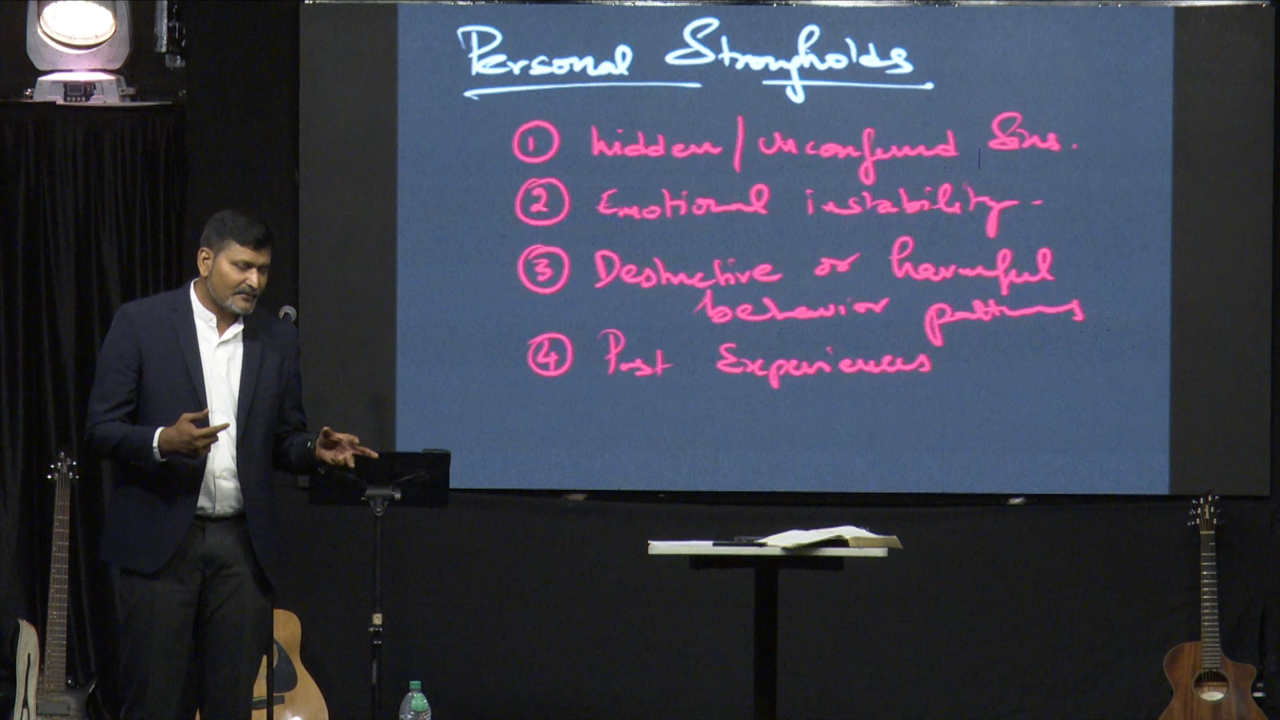 Personal Strongholds
① hidden/unconfessed Sins.
② Emotional instability.
③ Destructive or harmful
behavior patterns
④ Past Experiences